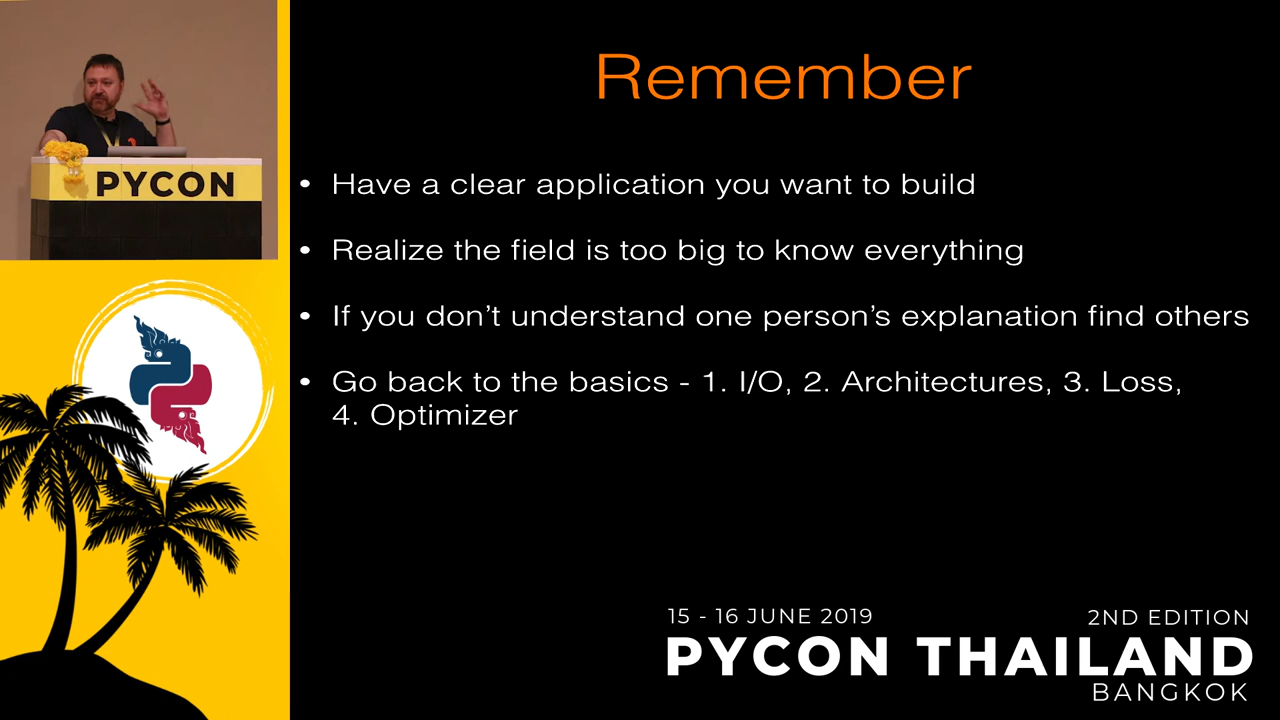 Remember
• Have a clear application you want to build
• Realize the field is too big to know everything
• If you don’t understand one person’s explanation find others
• Go back to the basics - 1. I/O, 2. Architectures, 3. Loss,
4. Optimizer
PYCON
15 - 16 JUNE 2019
2ND EDITION
PYCON THAILAND
BANGKOK